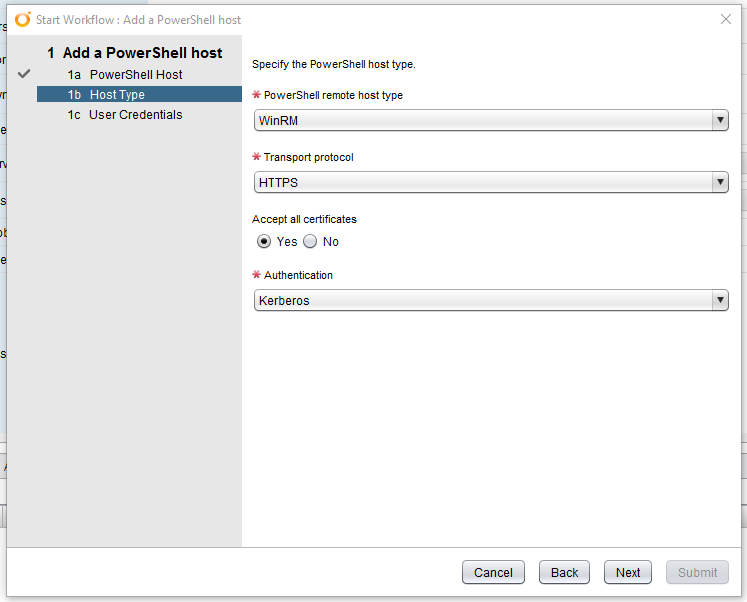 Start Workflow : Add a PowerShell host
1 Add a PowerShell host
1a PowerShell Host
1b Host Type
1c User Credentials
Specify the PowerShell host type.
* PowerShell remote host type
WinRM
* Transport protocol
HTTPS
Accept all certificates
Yes No
* Authentication
Kerberos
Cancel Back Next Submit